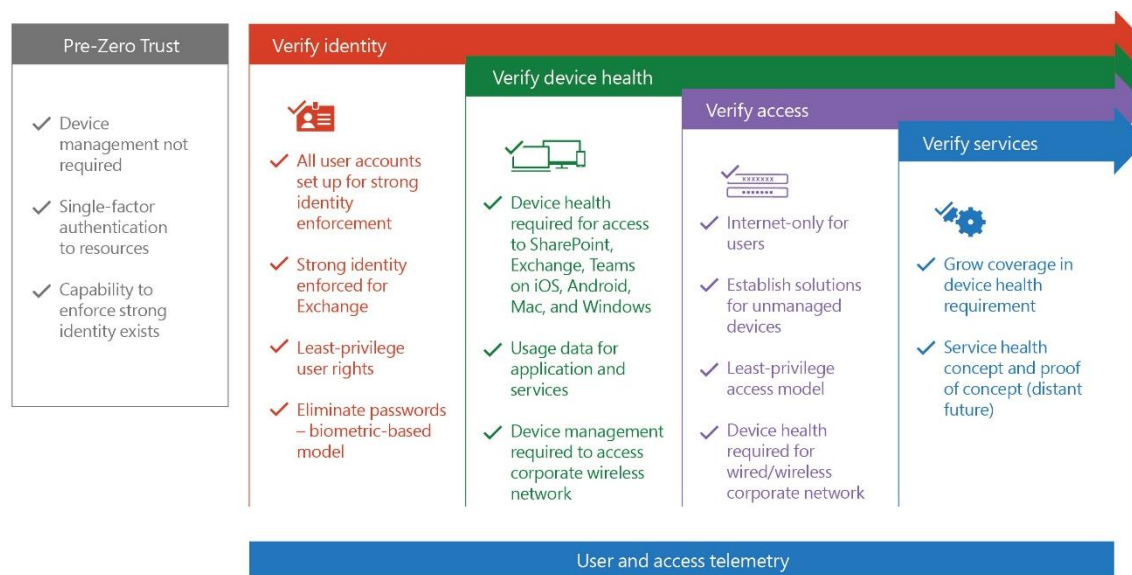 Pre-Zero Trust
Device
management not
required
Single-factor
authentication
to resources
Capability to
enforce strong
identity exists
Verify identity
All user accounts
set up for strong
identity
enforcement
Strong identity
enforced for
Exchange
Least-privilege
user rights
Eliminate passwords
– biometric-based
model
Verify device health
Device health
required for access
to SharePoint,
Exchange, Teams
on iOS, Android,
Mac, and Windows
Usage data for
application and
services
Device management
required to access
corporate wireless
network
Verify access
xxxxxxx
Internet-only for
users
Establish solutions
for unmanaged
devices
Least-privilege
access model
Device health
required for
wired/wireless
corporate network
Verify services
Grow coverage in
device health
requirement
Service health
concept and proof
of concept (distant
future)
User and access telemetry